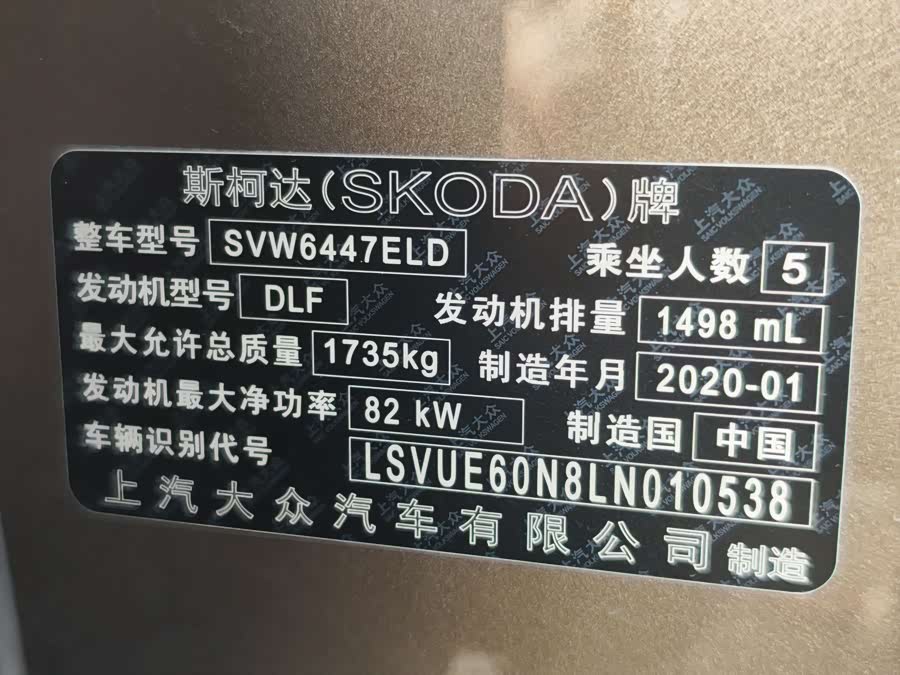 斯柯达(SKODA)牌
整车型号 SVW6447ELD 乘坐人数 5
发动机型号 DLF 发动机排量 1498 mL
最大允许总质量 1735kg 制造年月 2020-01
发动机最大净功率 82 kW 制造国 中国
车辆识别代号 LSVUE60N8LN010538
上汽大众汽车有限公司 制造